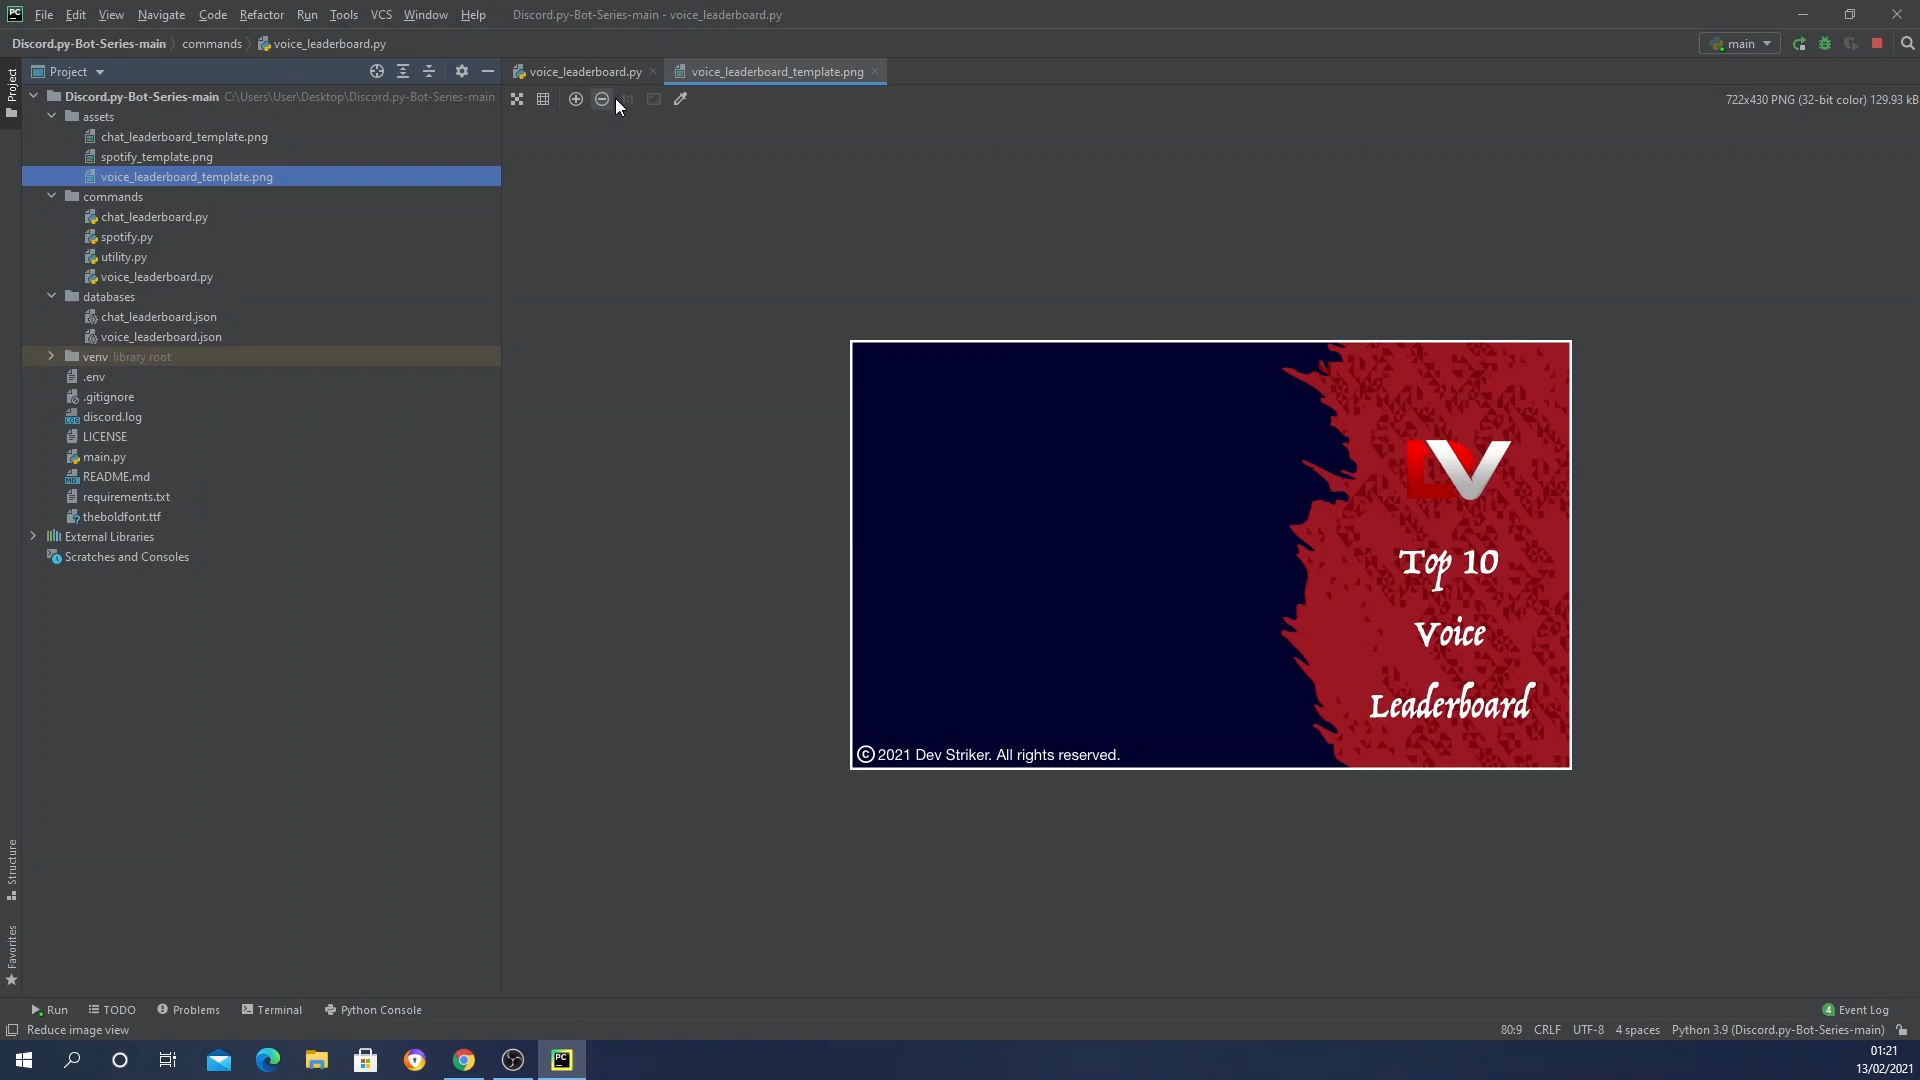 PC File Edit View Navigate Code Refactor Run Tools VCS Window Help Discord.py-Bot-Series-main - voice_leaderboard.py
Discord.py-Bot-Series-main commands voice_leaderboard.py main
Project voice_leaderboard.py voice_leaderboard_template.png
Project
1:1 722x430 PNG (32-bit color) 129.93 kB
Discord.py-Bot-Series-main C:\Users\User\Desktop\Discord.py-Bot-Series-main
assets
chat_leaderboard_template.png
spotify_template.png
voice_leaderboard_template.png
commands
chat_leaderboard.py
spotify.py
utility.py
voice_leaderboard.py
databases
chat_leaderboard.json
voice_leaderboard.json
venv library root
.env
.gitignore
discord.log
LICENSE
main.py
README.md
requirements.txt
theboldfont.ttf
External Libraries
Scratches and Consoles
DV
Top 10
Voice
Leaderboard
© 2021 Dev Striker. All rights reserved.
Structure
Favorites
Run TODO Problems Terminal Python Console 4 Event Log
Reduce image view 80:9 CRLF UTF-8 4 spaces Python 3.9 (Discord.py-Bot-Series-main)
PC
01:21
13/02/2021